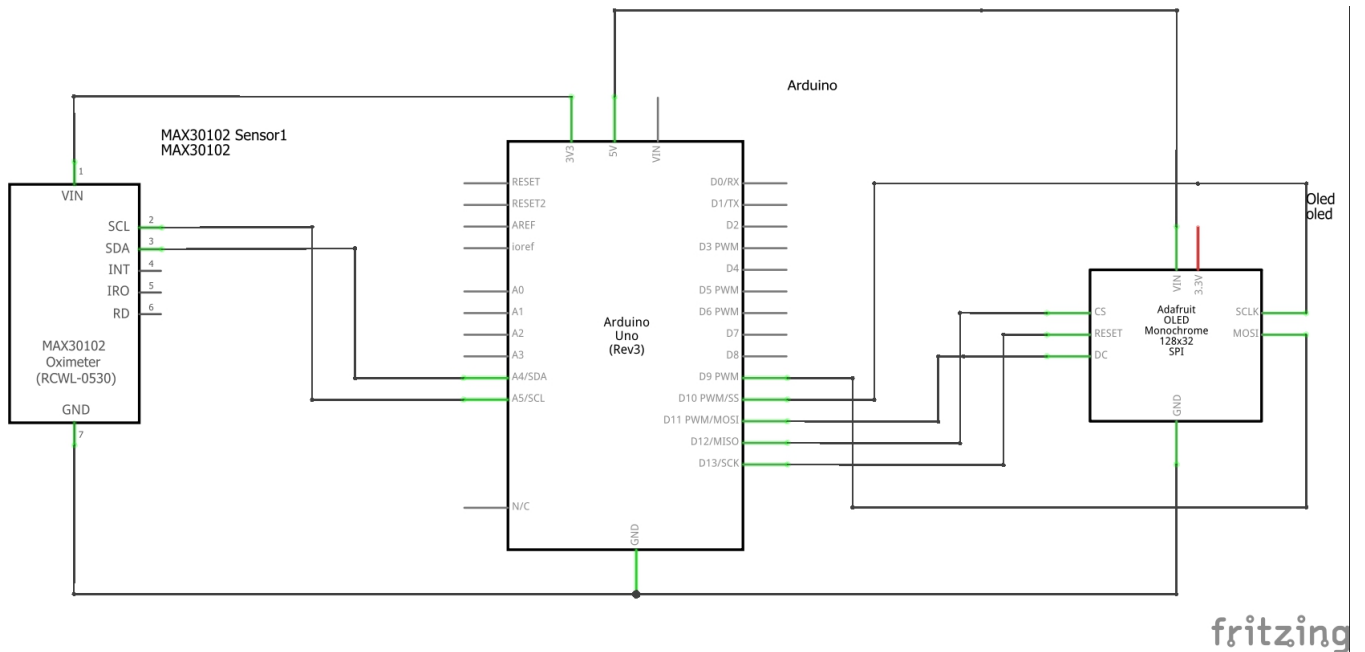 Arduino
MAX30102 Sensor1
MAX30102
1
VIN
SCL
2
SDA
3
INT
4
IRO
5
RD
6
MAX30102
Oximeter
(RCWL-0530)
GND
7
3V3
5V
VIN
RESET
RESET2
AREF
ioref
A0
A1
A2
A3
A4/SDA
A5/SCL
N/C
Arduino
Uno
(Rev3)
D0/RX
D1/TX
D2
D3 PWM
D4
D5 PWM
D6 PWM
D7
D8
D9 PWM
D10 PWM/SS
D11 PWM/MOSI
D12/MISO
D13/SCK
GND
Oled
oled
VIN
3.3V
CS
RESET
DC
Adafruit
OLED
Monochrome
128x32
SPI
SCLK
MOSI
GND
fritzing